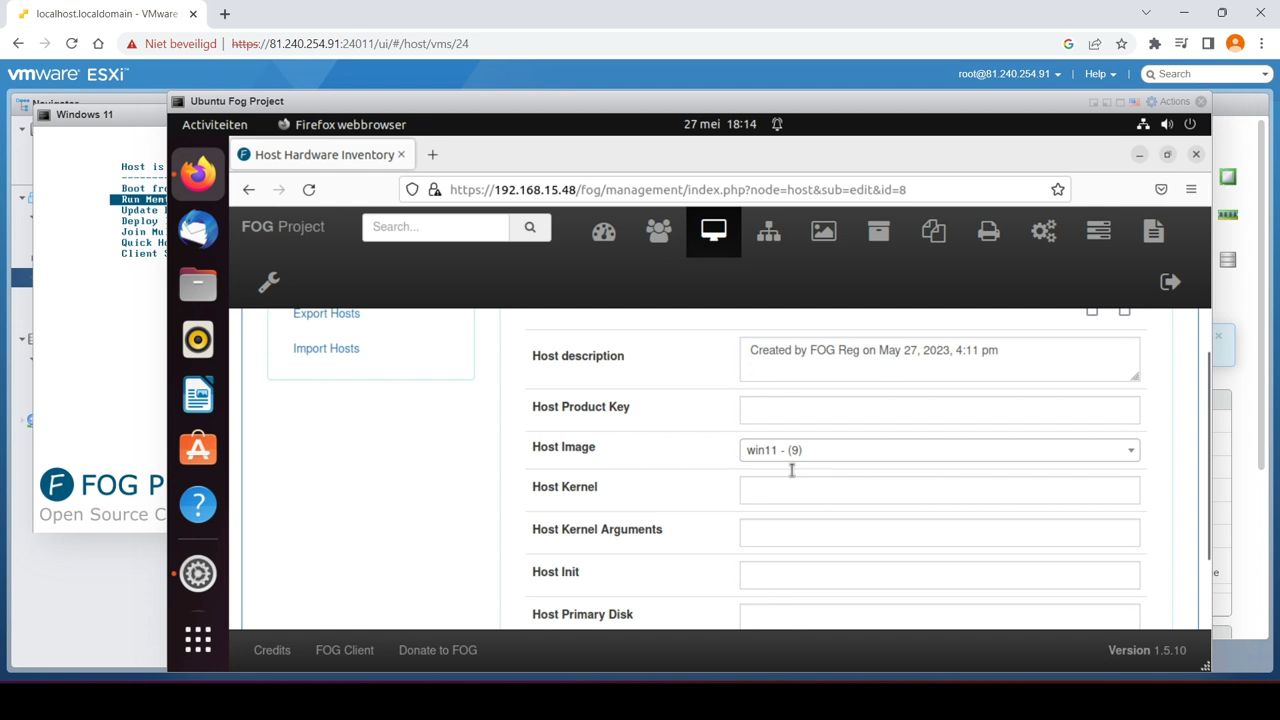 localhost.localdomain - VMware
Niet beveiligd
https://81.240.254.91:24011/ui/#/host/vms/24
vmware ESXi™
root@81.240.254.91
Help
Search
Navigator
Windows 11
Ubuntu Fog Project
Actions
Activiteiten
Firefox webbrowser
27 mei 18:14
Host is
Boot fro
Run Memt
Update
Deploy
Join Mu
Quick Ho
Client S
Host Hardware Inventory
https://192.168.15.48/fog/management/index.php?node=host&sub=edit&id=8
FOG Project
Search...
Export Hosts
Import Hosts
Host description
Created by FOG Reg on May 27, 2023, 4:11 pm
Host Product Key
Host Image
win11 - (9)
Host Kernel
Host Kernel Arguments
Host Init
Host Primary Disk
FOG P
Open Source C
Credits
FOG Client
Donate to FOG
Version 1.5.10